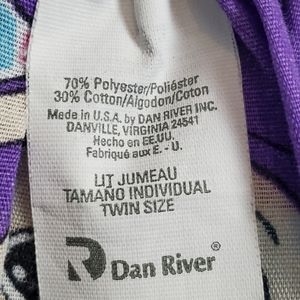 70% Polyester/Poliéster
30% Cotton/Algodon/Coton
Made in U.S.A. by DAN RIVER INC.
DANVILLE, VIRGINIA 24541
Hecho en EE.UU.
Fabriqué aux E. - U.
LIT JUMEAU
TAMAÑO INDIVIDUAL
TWIN SIZE
Dan River®